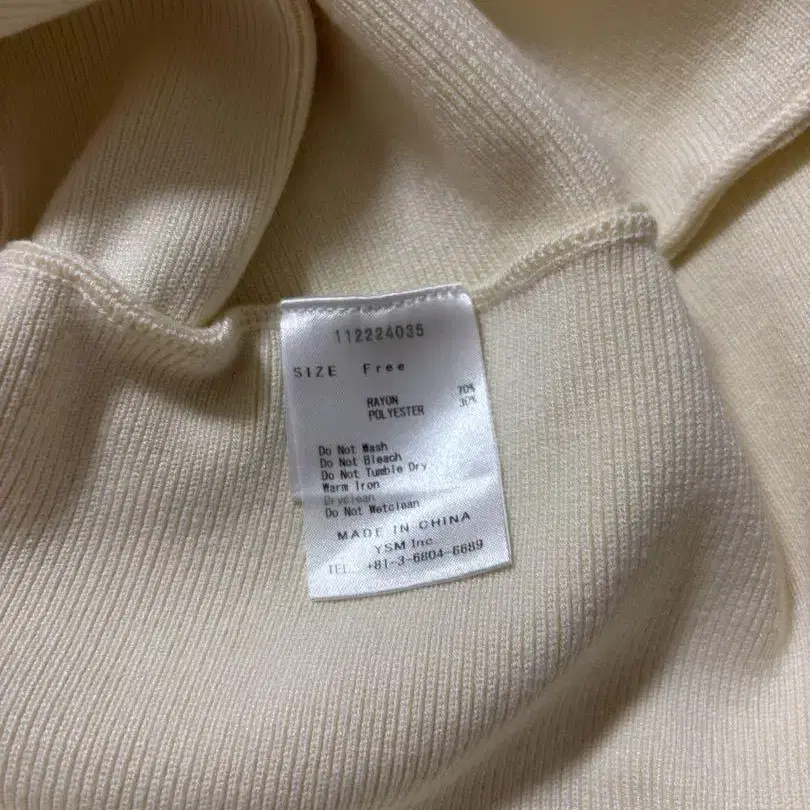 112224035
SIZE Free
RAYON 70%
POLYESTER 30%
Do Not Wash
Do Not Bleach
Do Not Tumble Dry
Warm Iron
Dryclean
Do Not Wetclean
MADE IN CHINA
YSM Inc.
TEL. +81-3-6804-6689